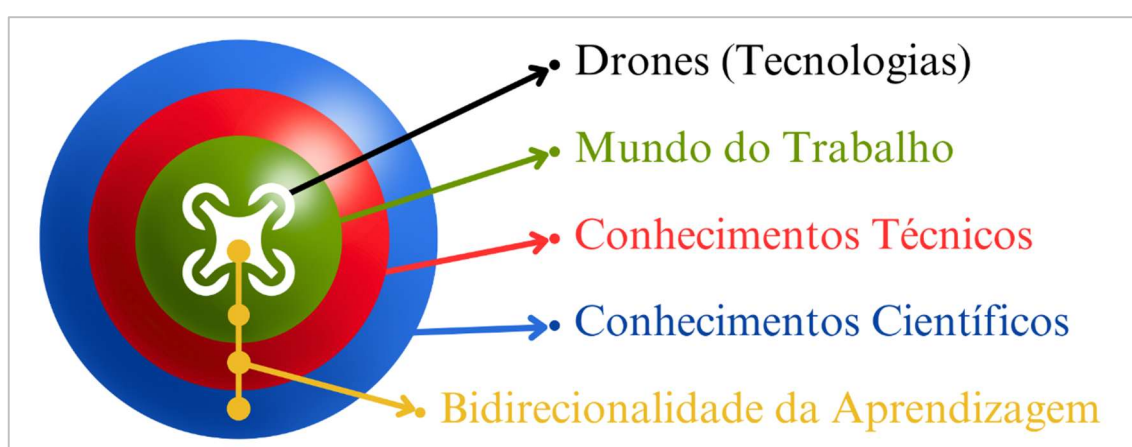 Drones (Tecnologias)
Mundo do Trabalho
Conhecimentos Técnicos
Conhecimentos Científicos
Bidirecionalidade da Aprendizagem